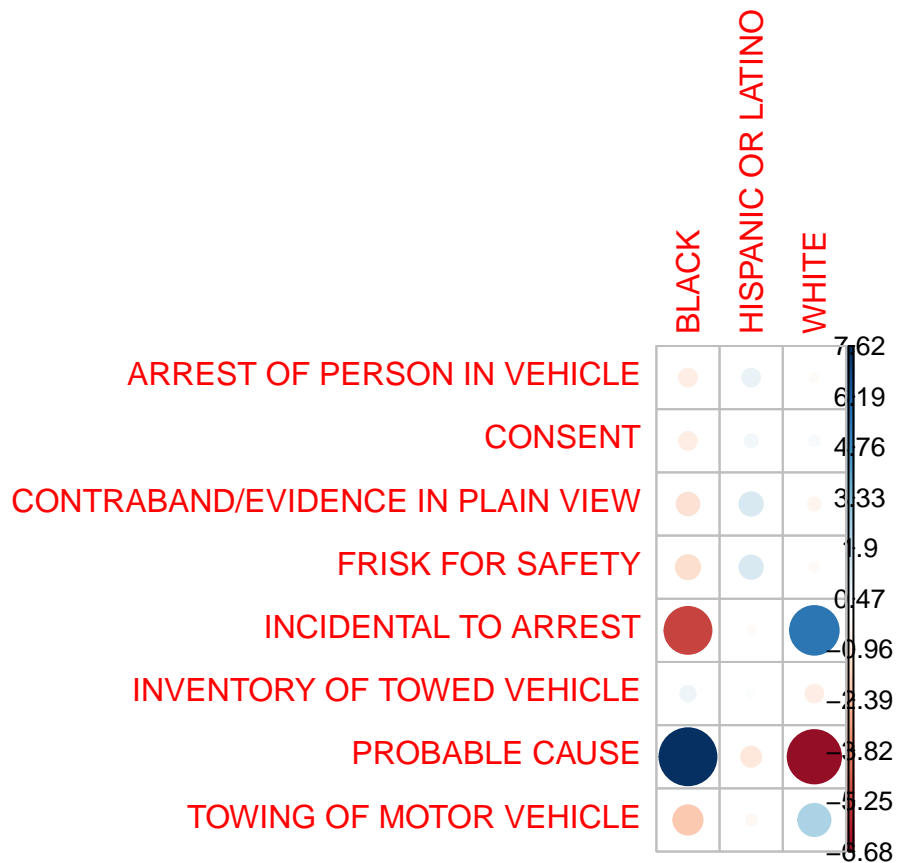 BLACK
HISPANIC OR LATINO
WHITE
7.62
ARREST OF PERSON IN VEHICLE
6.19
CONSENT
4.76
CONTRABAND/EVIDENCE IN PLAIN VIEW
3.33
1.9
FRISK FOR SAFETY
0.47
INCIDENTAL TO ARREST
−0.96
INVENTORY OF TOWED VEHICLE
−2.39
PROBABLE CAUSE
−3.82
−5.25
TOWING OF MOTOR VEHICLE
−6.68